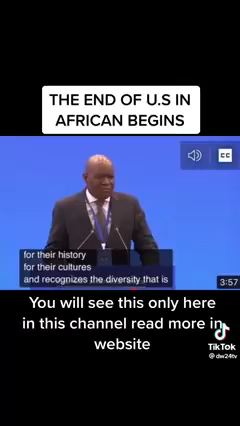 THE END OF U.S IN
AFRICAN BEGINS
CC
for their history
for their cultures
and recognizes the diversity that is
3:57
You will see this only here
in this channel read more in
website
TikTok
@dw24tv